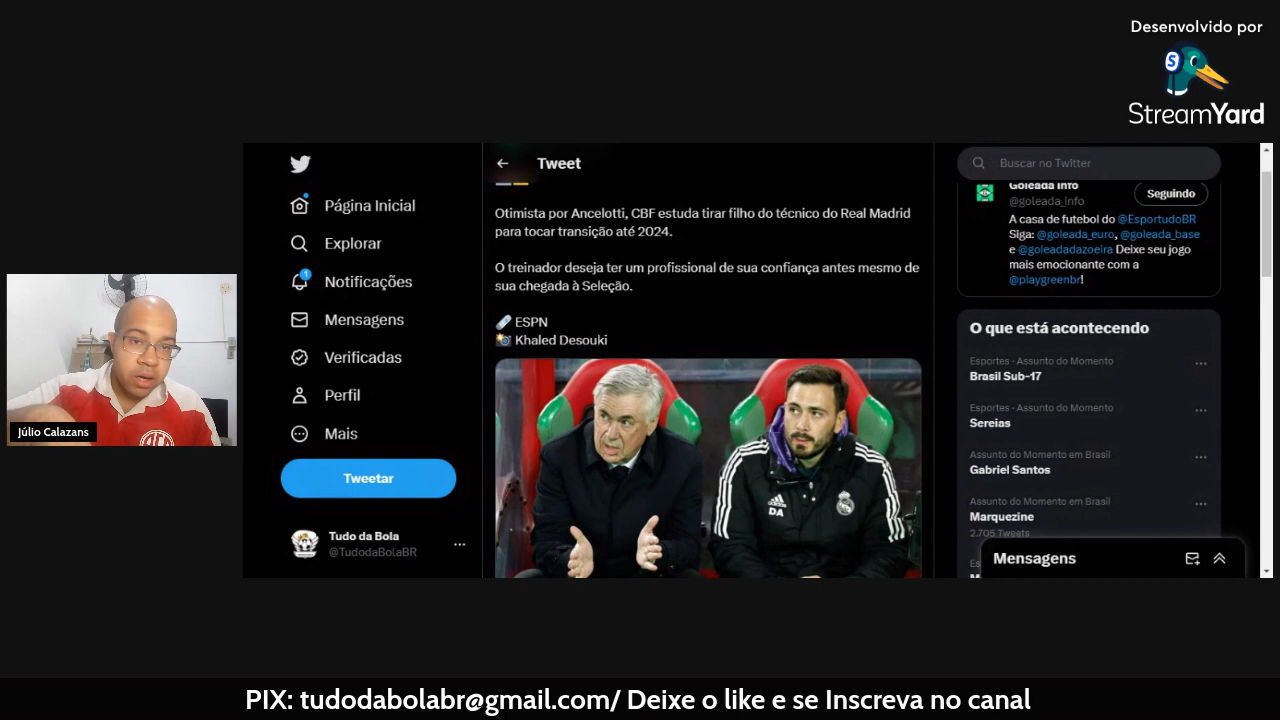 Desenvolvido por
StreamYard
Júlio Calazans
Página Inicial
Explorar
1
Notificações
Mensagens
Verificadas
Perfil
Mais
Tweetar
Tudo da Bola
@TudodaBolaBR
Tweet
Otimista por Ancelotti, CBF estuda tirar filho do técnico do Real Madrid
para tocar transição até 2024.
O treinador deseja ter um profissional de sua confiança antes mesmo de
sua chegada à Seleção.
ESPN
Khaled Desouki
adidas
DA
Buscar no Twitter
Goleada Info
@goleada_info
Seguindo
A casa de futebol do @EsportudoBR
Siga: @goleada_euro, @goleada_base
e @goleadadazoeira Deixe seu jogo
mais emocionante com a
@playgreenbr!
O que está acontecendo
Esportes · Assunto do Momento
Brasil Sub-17
Esportes · Assunto do Momento
Sereias
Assunto do Momento em Brasil
Gabriel Santos
Assunto do Momento em Brasil
Marquezine
2.705 Tweets
Mensagens
PIX: tudodabolabr@gmail.com/ Deixe o like e se Inscreva no canal